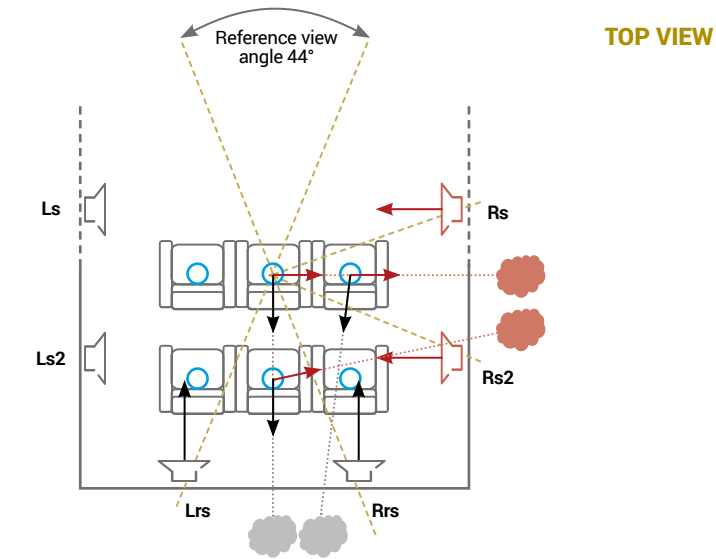 Reference view
angle 44°
TOP VIEW
Ls
Rs
Ls2
Rs2
Lrs
Rrs